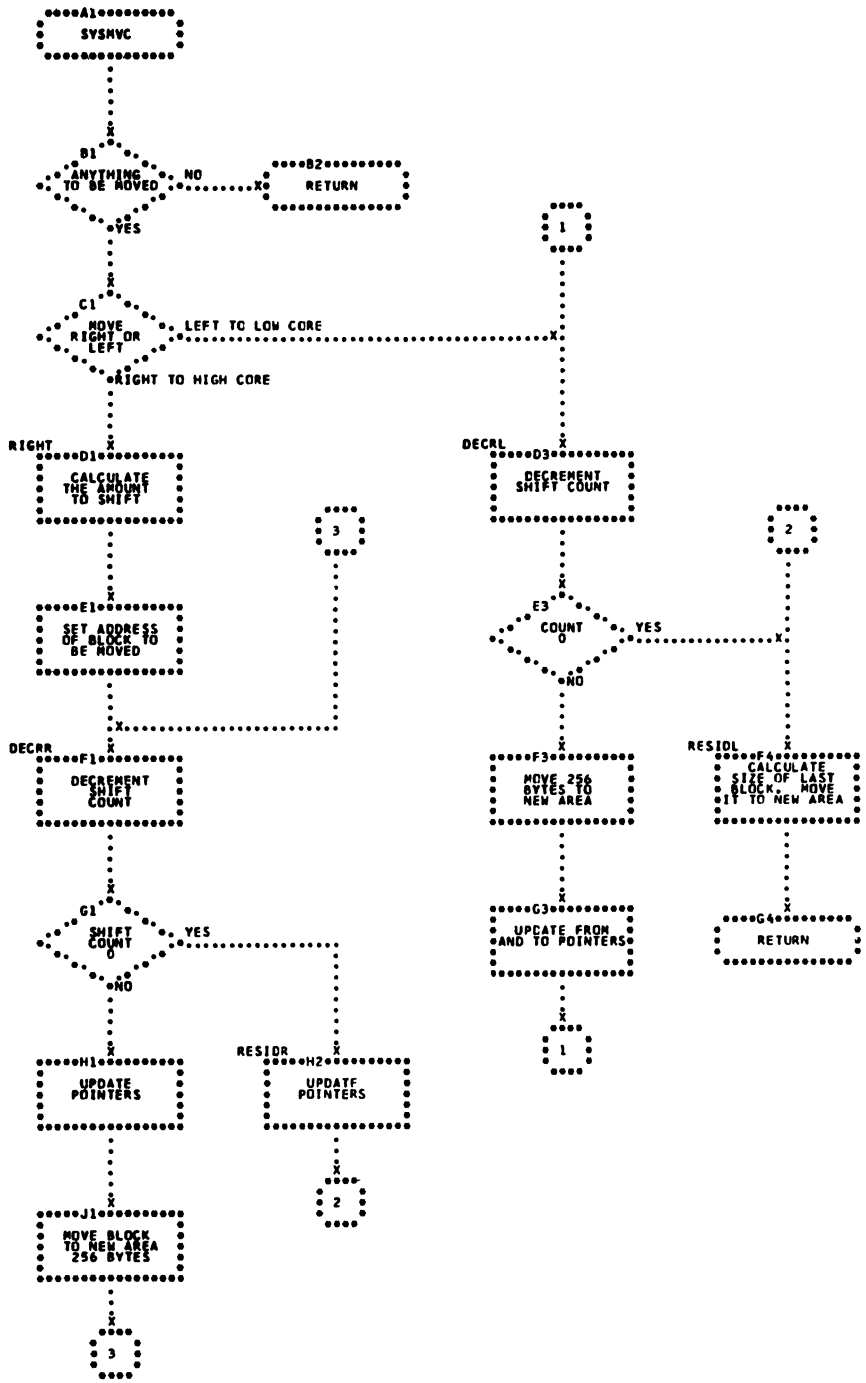 A1
SYSMVC
B1
ANYTHING
TO BE MOVED
NO
B2
RETURN
YES
1
C1
MOVE
RIGHT OR
LEFT
LEFT TO LOW CORE
RIGHT TO HIGH CORE
RIGHT
D1
CALCULATE
THE AMOUNT
TO SHIFT
DECRL
D3
DECREMENT
SHIFT COUNT
3
2
E1
SET ADDRESS
OF BLOCK TO
BE MOVED
E3
COUNT
0
YES
NO
DECRR
F1
DECREMENT
SHIFT
COUNT
F3
MOVE 256
BYTES TO
NEW AREA
RESIDL
F4
CALCULATE
SIZE OF LAST
BLOCK. MOVE
IT TO NEW AREA
G1
SHIFT
COUNT
0
YES
NO
G3
UPDATE FROM
AND TO POINTERS
G4
RETURN
H1
UPDATE
POINTERS
RESIDR
H2
UPDATE
POINTERS
1
J1
MOVE BLOCK
TO NEW AREA
256 BYTES
2
3